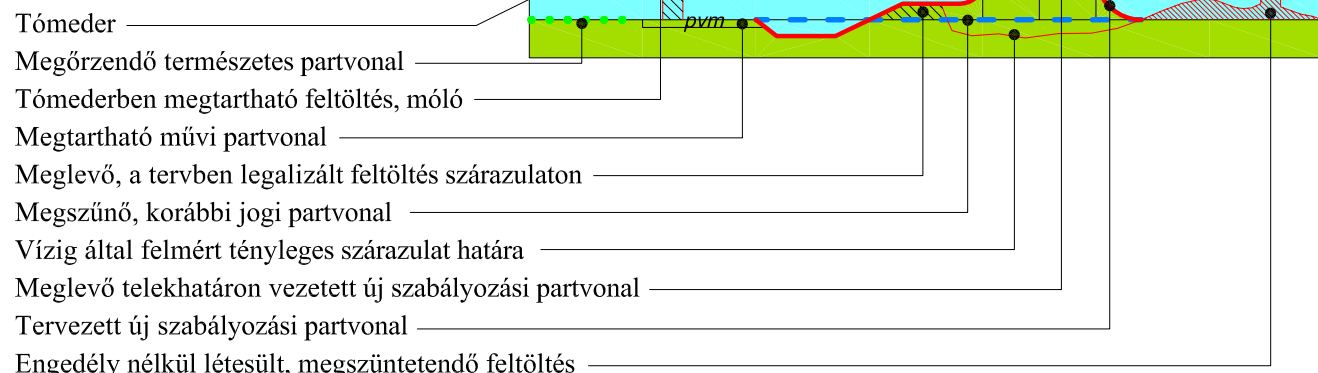 pvm
Tómeder
Megőrzendő természetes partvonal
Tómederben megtartható feltöltés, móló
Megtartható művi partvonal
Meglevő, a tervben legalizált feltöltés szárazulaton
Megszűnő, korábbi jogi partvonal
Vízig által felmért tényleges szárazulat határa
Meglevő telekhatáron vezetett új szabályozási partvonal
Tervezett új szabályozási partvonal
Engedély nélkül létesült, megszüntetendő feltöltés